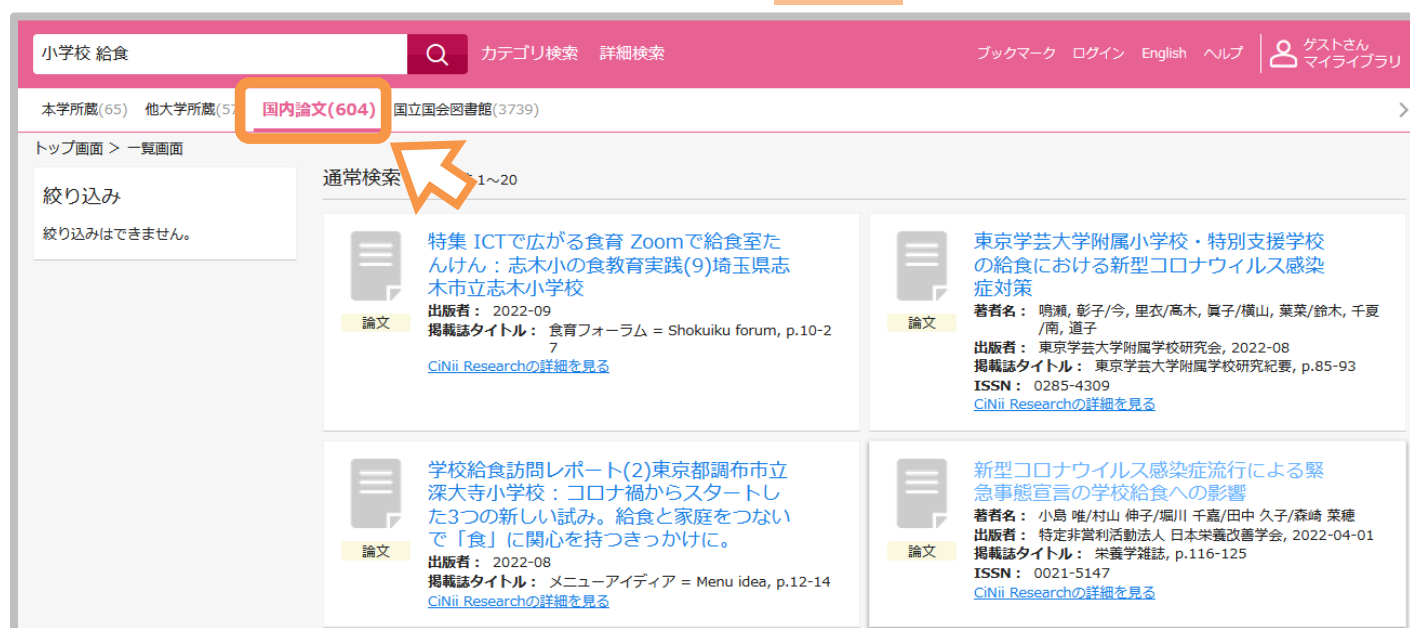 小学校 給食
カテゴリ検索 詳細検索
ブックマーク ログイン English ヘルプ
ゲストさん
マイライブラリ
本学所蔵(65) 他大学所蔵(57 国内論文(604) 国立国会図書館(3739)
トップ画面 > 一覧画面
絞り込み
絞り込みはできません。
通常検索
1～20
特集 ICTで広がる食育 Zoomで給食室た
んけん：志木小の食教育実践(9)埼玉県志
木市立志木小学校
論文
出版者： 2022-09
掲載誌タイトル： 食育フォーラム = Shokuiku forum, p.10-2
7
CiNii Researchの詳細を見る
東京学芸大学附属小学校・特別支援学校
の給食における新型コロナウィルス感染
症対策
論文
著者名： 鳴瀬, 彰子/今, 里衣/髙木, 眞子/横山, 葉菜/鈴木, 千夏
/南, 道子
出版者： 東京学芸大学附属学校研究会, 2022-08
掲載誌タイトル： 東京学芸大学附属学校研究紀要, p.85-93
ISSN： 0285-4309
CiNii Researchの詳細を見る
学校給食訪問レポート(2)東京都調布市立
深大寺小学校：コロナ禍からスタートし
た3つの新しい試み。給食と家庭をつない
で「食」に関心を持つきっかけに。
論文
出版者： 2022-08
掲載誌タイトル： メニューアイディア = Menu idea, p.12-14
CiNii Researchの詳細を見る
新型コロナウイルス感染症流行による緊
急事態宣言の学校給食への影響
論文
著者名： 小島 唯/村山 伸子/堀川 千嘉/田中 久子/森崎 菜穂
出版者： 特定非営利活動法人 日本栄養改善学会, 2022-04-01
掲載誌タイトル： 栄養学雑誌, p.116-125
ISSN： 0021-5147
CiNii Researchの詳細を見る